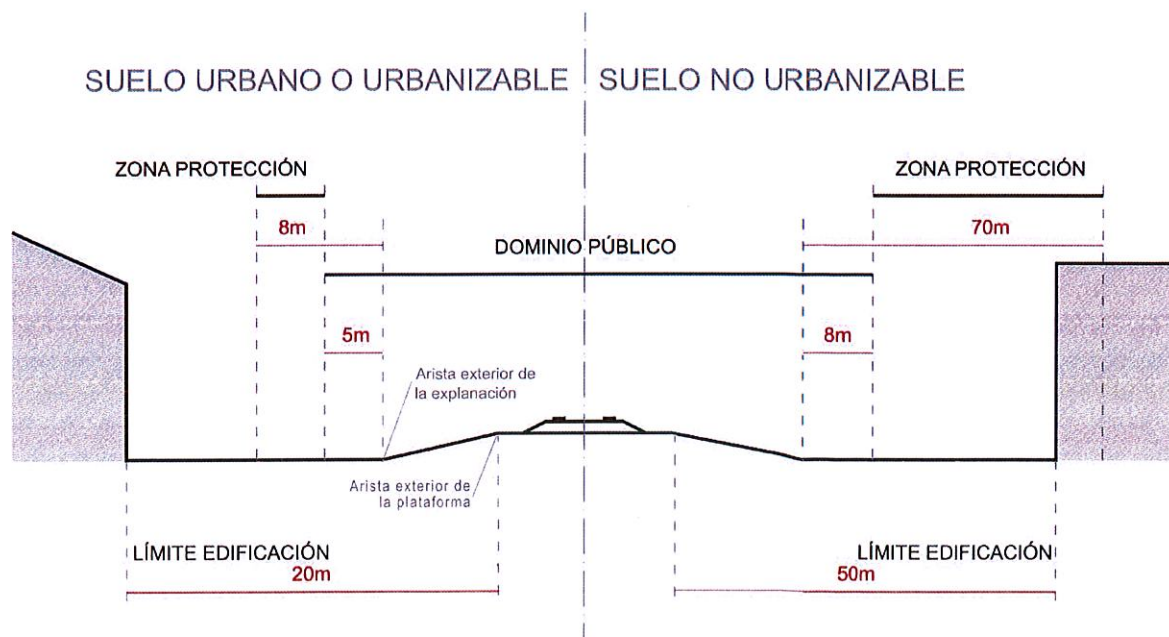 SUELO URBANO O URBANIZABLE
SUELO NO URBANIZABLE
ZONA PROTECCIÓN
ZONA PROTECCIÓN
8m
70m
DOMINIO PÚBLICO
5m
8m
Arista exterior de
la explanación
Arista exterior de
la plataforma
LÍMITE EDIFICACIÓN
20m
LÍMITE EDIFICACIÓN
50m